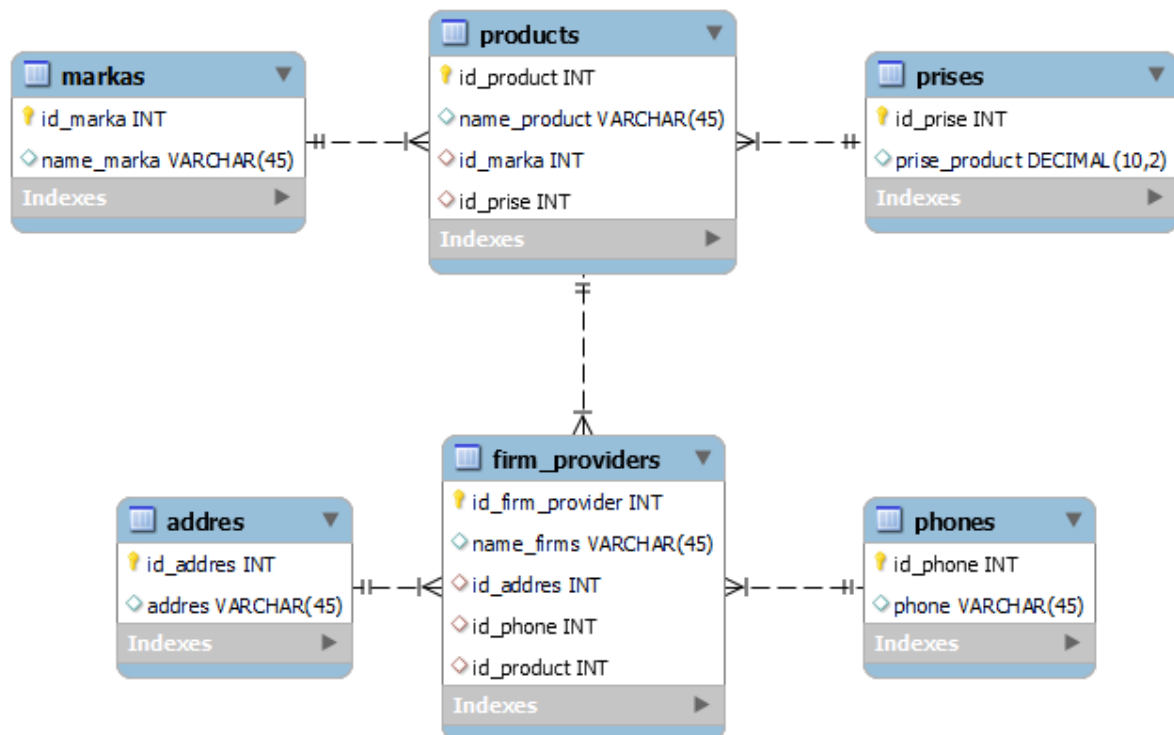 products
id_product INT
name_product VARCHAR(45)
id_marka INT
id_prise INT
Indexes
markas
id_marka INT
name_marka VARCHAR(45)
Indexes
prises
id_prise INT
prise_product DECIMAL(10,2)
Indexes
firm_providers
id_firm_provider INT
name_firms VARCHAR(45)
id_addres INT
id_phone INT
id_product INT
Indexes
addres
id_addres INT
addres VARCHAR(45)
Indexes
phones
id_phone INT
phone VARCHAR(45)
Indexes